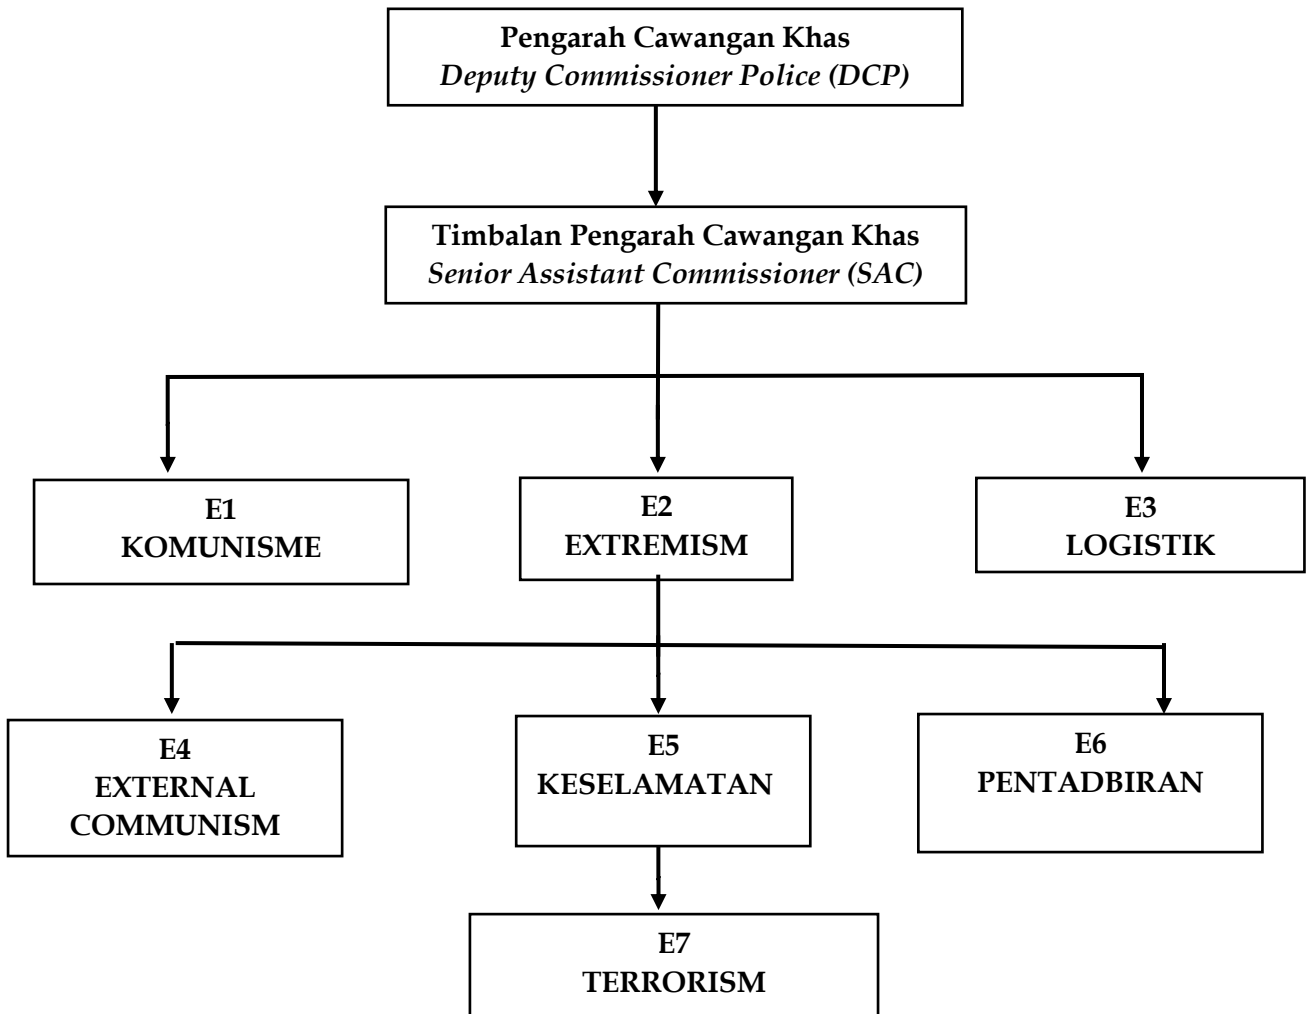 Pengarah Cawangan Khas
Deputy Commissioner Police (DCP)
Timbalan Pengarah Cawangan Khas
Senior Assistant Commissioner (SAC)
E1
KOMUNISME
E2
EXTREMISM
E3
LOGISTIK
E4
EXTERNAL
COMMUNISM
E5
KESELAMATAN
E6
PENTADBIRAN
E7
TERRORISM